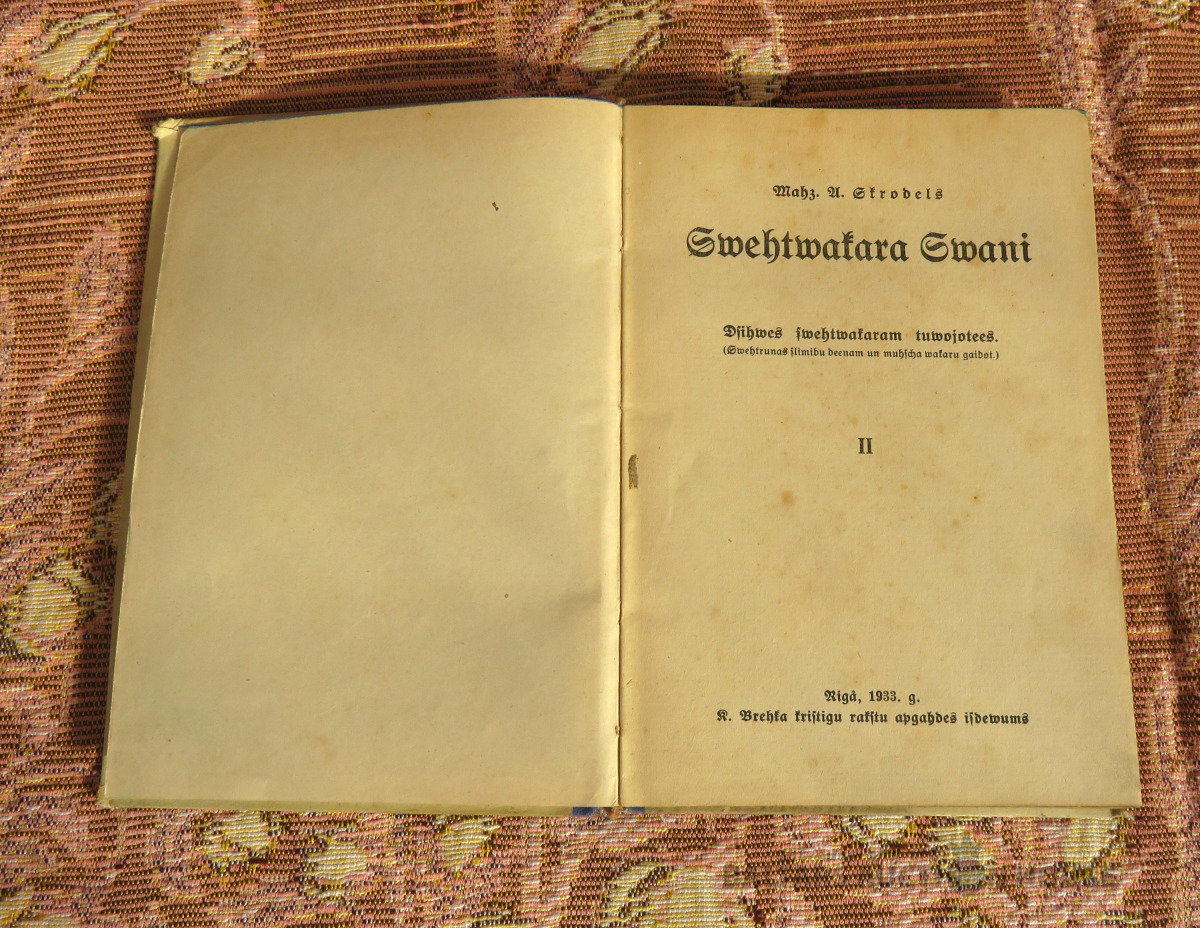 Mahz. A. Skrodels
Swehtwakara Swani
Dsihwes ſwehtwakaram tuwojotees.
(Swehtrunas ſlimibu deenam un muhſcha wakaru gaidot.)
II
Rigâ, 1933. g.
K. Brehka kriſtigu rakſtu apgahdes iſdewums